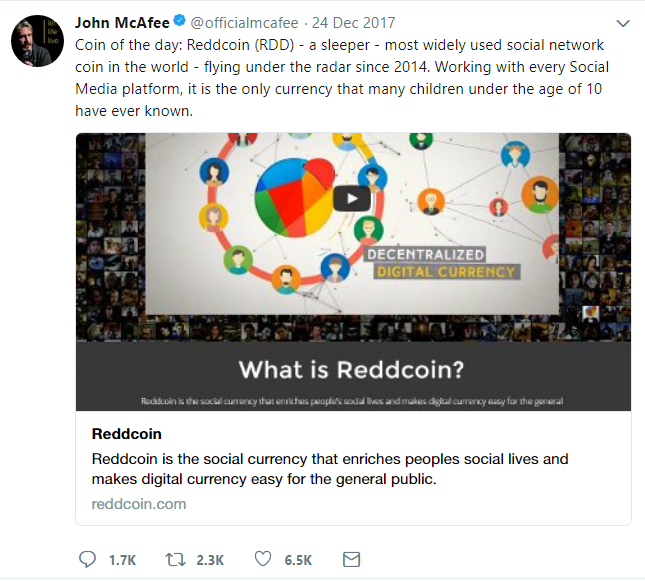 let
life
live
John McAfee @officialmcafee · 24 Dec 2017
Coin of the day: Reddcoin (RDD) - a sleeper - most widely used social network
coin in the world - flying under the radar since 2014. Working with every Social
Media platform, it is the only currency that many children under the age of 10
have ever known.
DECENTRALIZED
DIGITAL CURRENCY
What is Reddcoin?
Reddcoin is the social currency that enriches people's social lives and makes digital currency easy for the general
Reddcoin
Reddcoin is the social currency that enriches peoples social lives and
makes digital currency easy for the general public.
reddcoin.com
1.7K 2.3K 6.5K